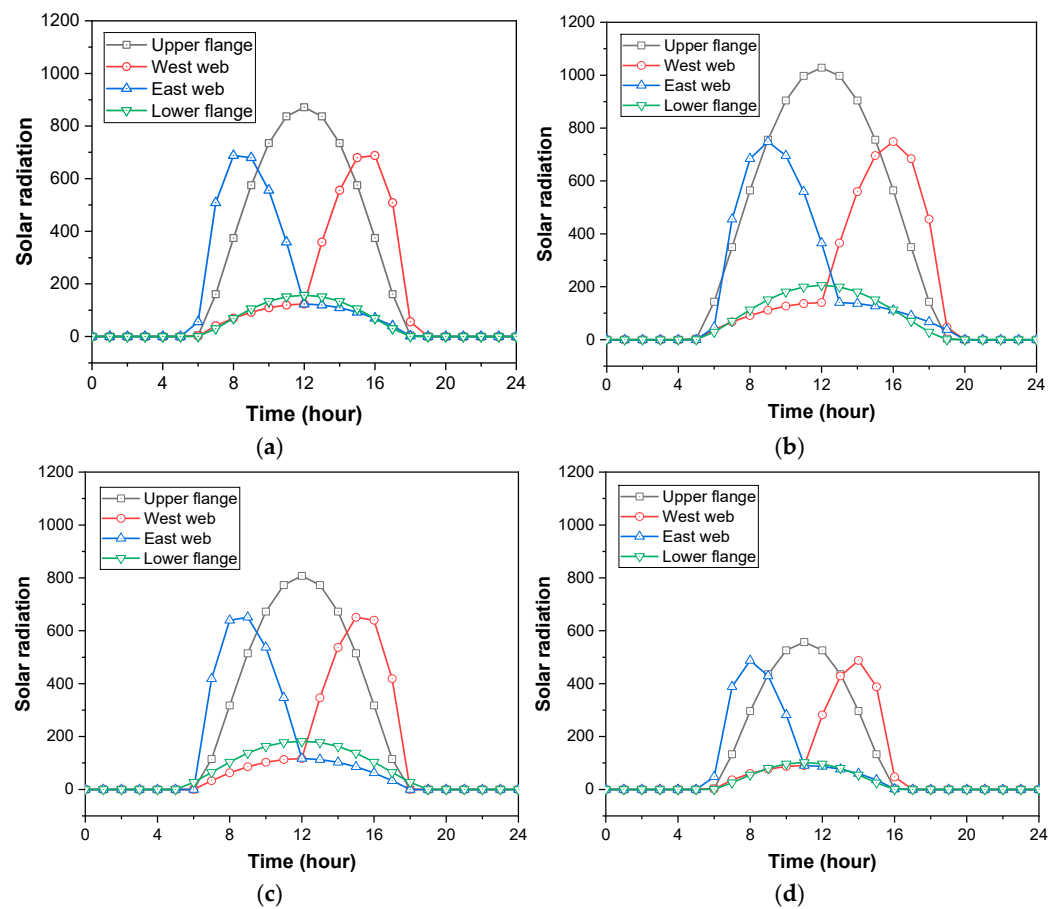 1200
1000
800
600
400
200
0
Solar radiation
Upper flange
West web
East web
Lower flange
0 4 8 12 16 20 24
Time (hour)
(a)
1200
1000
800
600
400
200
0
Solar radiation
Upper flange
West web
East web
Lower flange
0 4 8 12 16 20 24
Time (hour)
(b)
1200
1000
800
600
400
200
0
Solar radiation
Upper flange
West web
East web
Lower flange
0 4 8 12 16 20 24
Time (hour)
(c)
1200
1000
800
600
400
200
0
Solar radiation
Upper flange
West web
East web
Lower flange
0 4 8 12 16 20 24
Time (hour)
(d)